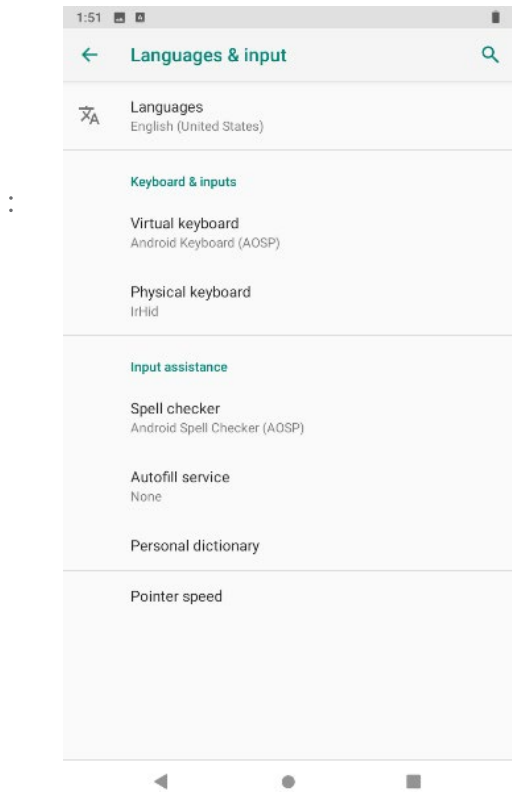 1:51
Languages & input
Languages
English (United States)
:
Keyboard & inputs
Virtual keyboard
Android Keyboard (AOSP)
Physical keyboard
IrHid
Input assistance
Spell checker
Android Spell Checker (AOSP)
Autofill service
None
Personal dictionary
Pointer speed